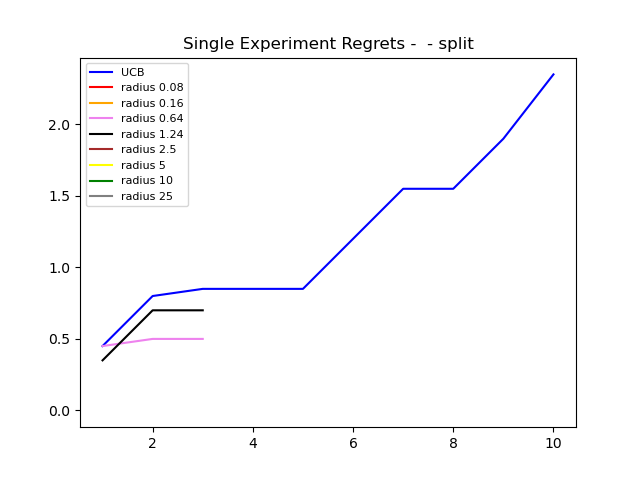 Single Experiment Regrets -  - split
UCB
radius 0.08
radius 0.16
radius 0.64
radius 1.24
radius 2.5
radius 5
radius 10
radius 25
2.0
1.5
1.0
0.5
0.0
2 4 6 8 10